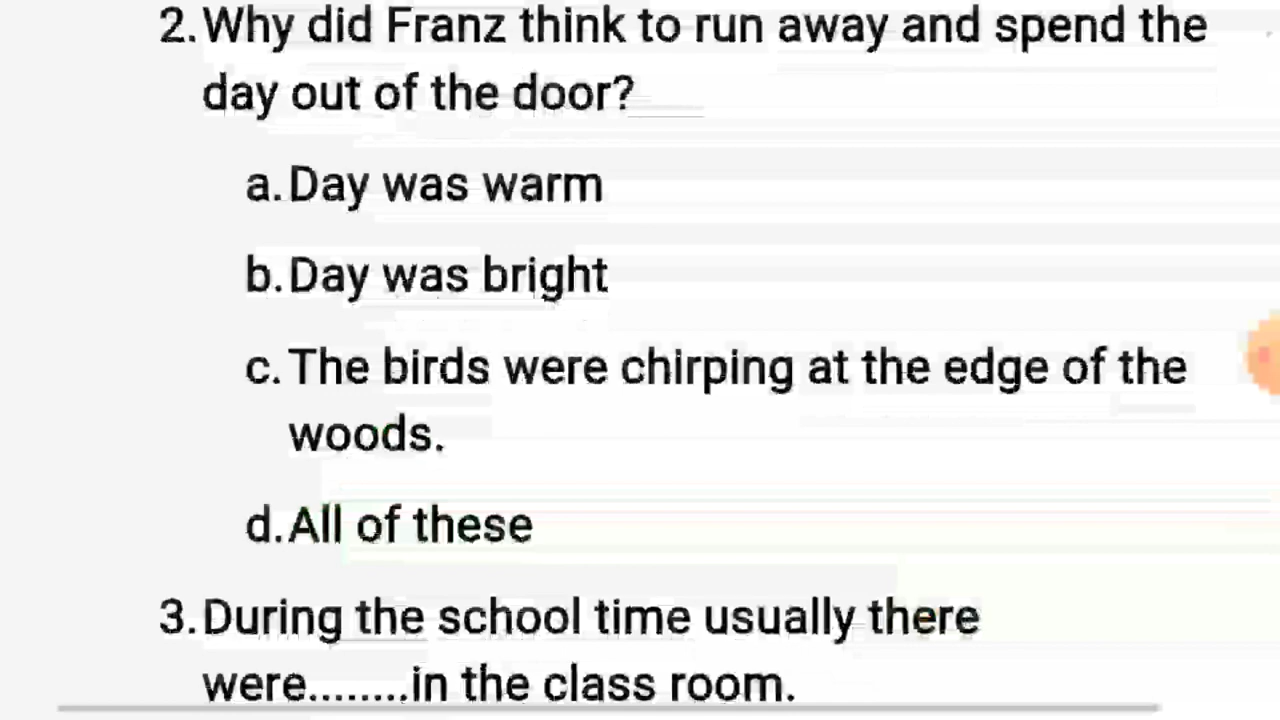 2. Why did Franz think to run away and spend the
day out of the door?
a. Day was warm
b. Day was bright
c. The birds were chirping at the edge of the
woods.
d. All of these
3. During the school time usually there
were........in the class room.